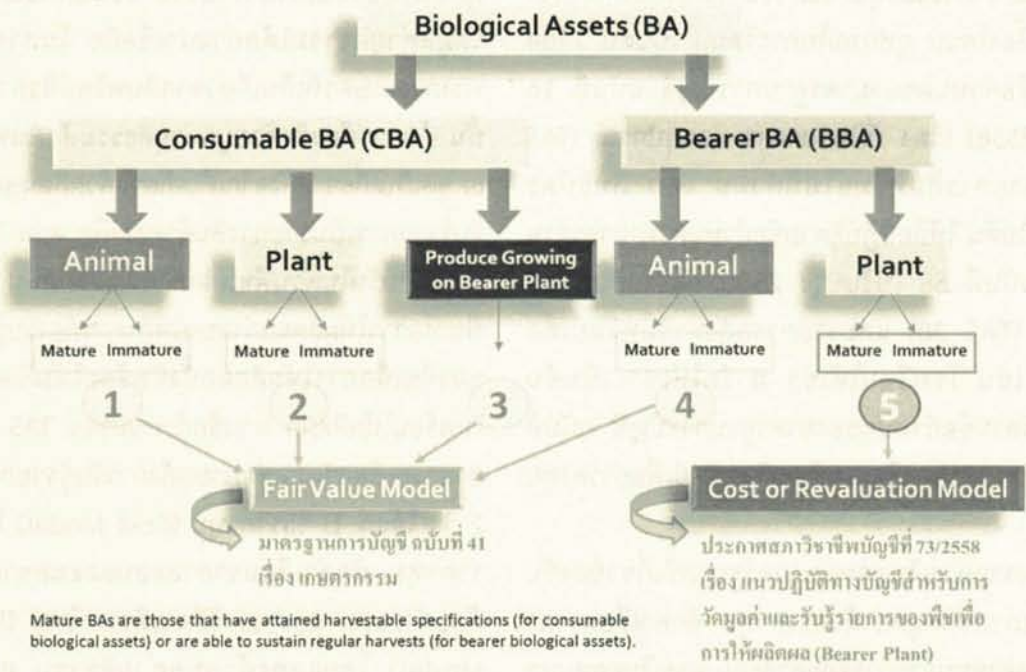 Biological Assets (BA)
Consumable BA (CBA)
Bearer BA (BBA)
Animal
Plant
Produce Growing
on Bearer Plant
Animal
Plant
Mature Immature
Mature Immature
Mature Immature
Mature Immature
1
2
3
4
5
Fair Value Model
Cost or Revaluation Model
มาตรฐานการบัญชี ฉบับที่ 41
เรื่อง เกษตรกรรม
ประกาศสภาวิชาชีพบัญชีที่ 73/2558
เรื่อง แนวปฏิบัติทางบัญชีสำหรับการ
วัดมูลค่าและรับรู้รายการของพืชเพื่อ
การให้ผลิตผล (Bearer Plant)
Mature BAs are those that have attained harvestable specifications (for consumable
biological assets) or are able to sustain regular harvests (for bearer biological assets).